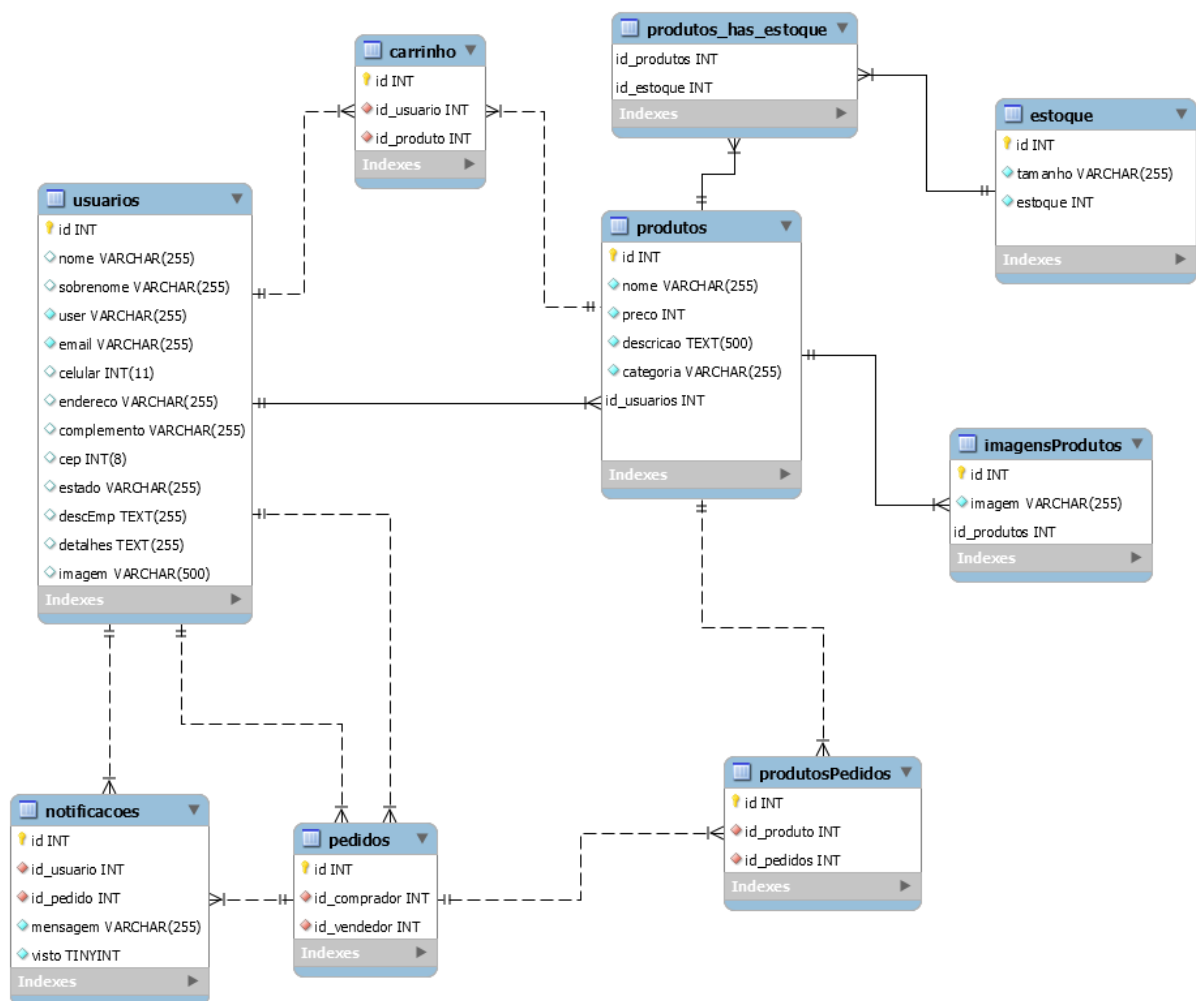 carrinho
id INT
id_usuario INT
id_produto INT
Indexes
produtos_has_estoque
id_produtos INT
id_estoque INT
Indexes
estoque
id INT
tamanho VARCHAR(255)
estoque INT
Indexes
usuarios
id INT
nome VARCHAR(255)
sobrenome VARCHAR(255)
user VARCHAR(255)
email VARCHAR(255)
celular INT(11)
endereco VARCHAR(255)
complemento VARCHAR(255)
cep INT(8)
estado VARCHAR(255)
descEmp TEXT(255)
detalhes TEXT(255)
imagem VARCHAR(500)
Indexes
produtos
id INT
nome VARCHAR(255)
preco INT
descricao TEXT(500)
categoria VARCHAR(255)
id_usuarios INT
Indexes
imagensProdutos
id INT
imagem VARCHAR(255)
id_produtos INT
Indexes
notificacoes
id INT
id_usuario INT
id_pedido INT
mensagem VARCHAR(255)
visto TINYINT
Indexes
pedidos
id INT
id_comprador INT
id_vendedor INT
Indexes
produtosPedidos
id INT
id_produto INT
id_pedidos INT
Indexes